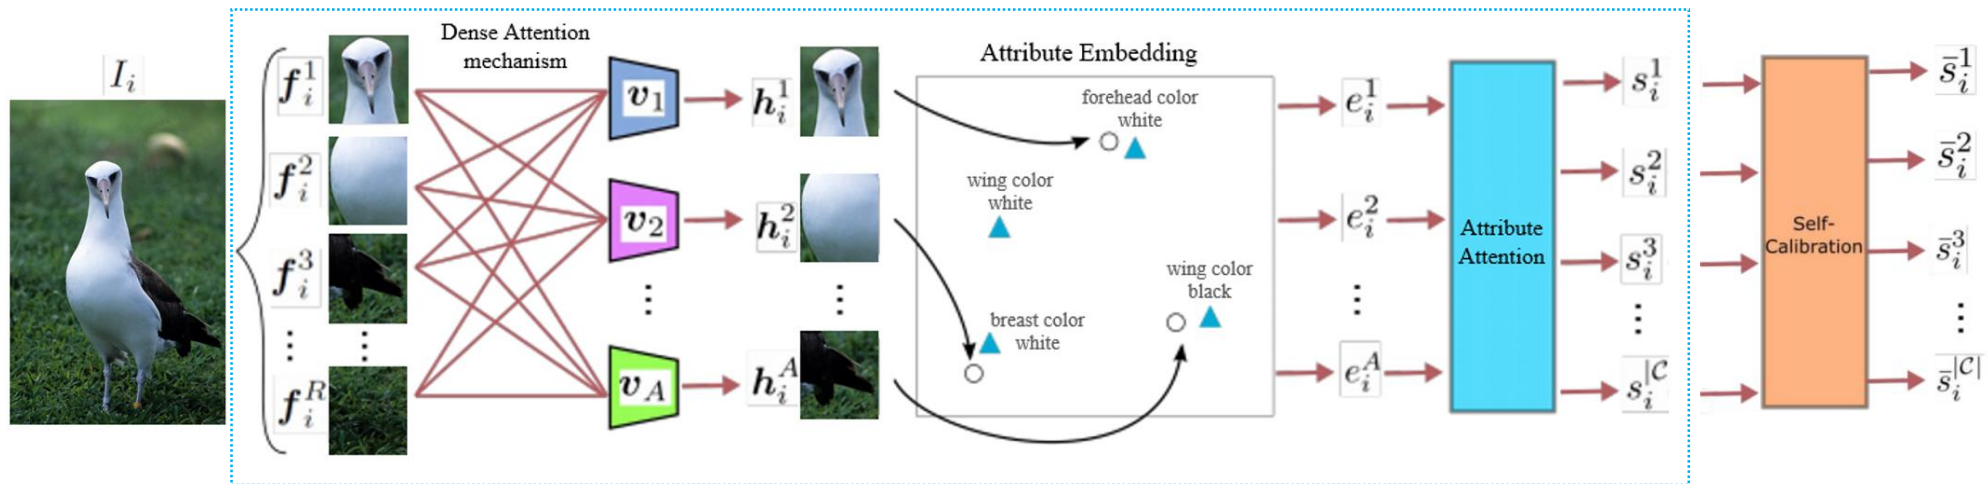 I_i
f_i^1
f_i^2
f_i^3
⋮
⋮
f_i^R
Dense Attention
mechanism
v_1
v_2
⋮
v_A
h_i^1
h_i^2
⋮
h_i^A
Attribute Embedding
forehead color
white
wing color
white
wing color
black
breast color
white
e_i^1
e_i^2
⋮
e_i^A
Attribute
Attention
s_i^1
s_i^2
s_i^3
⋮
s_i^|C
Self-
Calibration
s̄_i^1
s̄_i^2
s̄_i^3
⋮
s̄_i^|C|